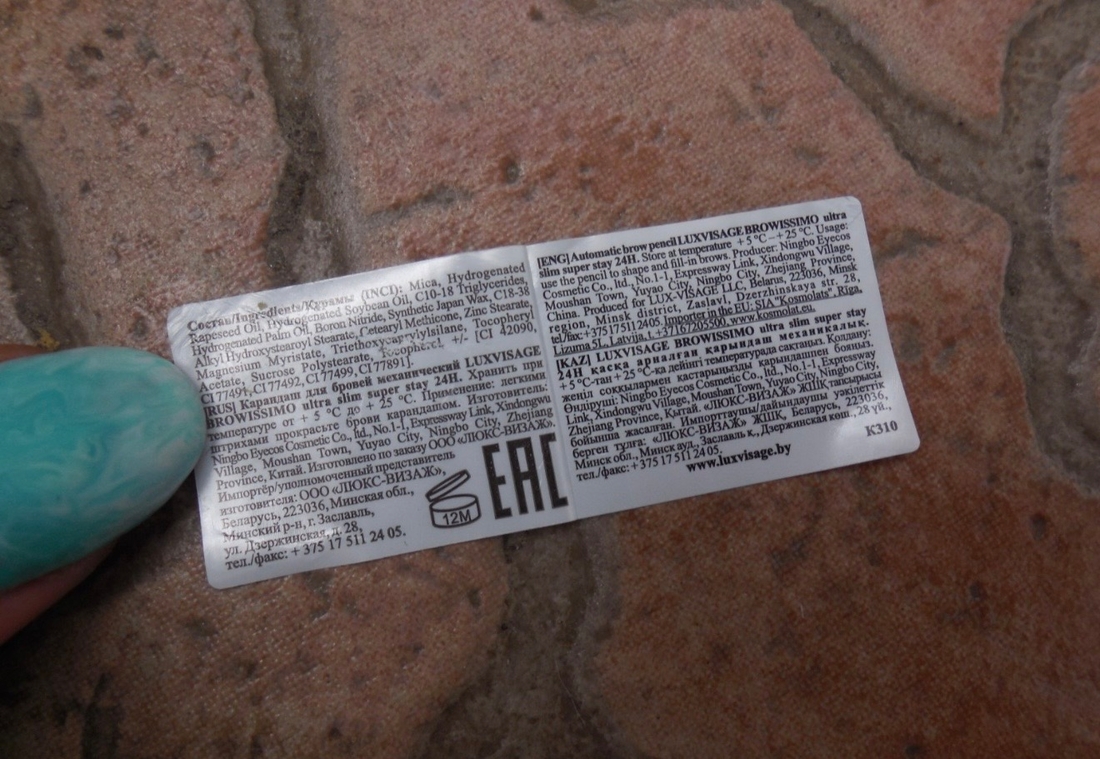 Состав/Ingredients/Құрамы (INCI): Mica, Hydrogenated
Rapeseed Oil, Hydrogenated Soybean Oil, C10-18 Triglycerides,
Hydrogenated Palm Oil, Boron Nitride, Synthetic Japan Wax, C18-38
Alkyl Hydroxystearoyl Stearate, Cetearyl Methicone, Zinc Stearate,
Magnesium Myristate, Triethoxycaprylylsilane, Tocopheryl
Acetate, Sucrose Polystearate, Tocopherol, +/- [CI 42090,
CI 77491, CI 77492, CI 77499, CI 77891].
[RUS] Карандаш для бровей механический LUXVISAGE
BROWISSIMO ultra slim super stay 24H. Хранить при
температуре от + 5 °C до + 25 °C. Применение: легкими
штрихами прокрасьте брови карандашом. Изготовитель:
Ningbo Eyecos Cosmetic Co., ltd., No.1-1, Expressway Link, Xindongwu
Village, Moushan Town, Yuyao City, Ningbo City, Zhejiang
Province, Китай. Изготовлено по заказу ООО «ЛЮКС-ВИЗАЖ».
Импортёр/уполномоченный представитель
изготовителя: ООО «ЛЮКС-ВИЗАЖ»,
Беларусь, 223036, Минская обл.,
Минский р-н, г. Заславль,
ул. Дзержинская, д. 28,
тел./факс: + 375 17 511 24 05.
12M
EAC
[ENG] Automatic brow pencil LUXVISAGE BROWISSIMO ultra
slim super stay 24H. Store at temperature +5 °C – +25 °C. Usage:
use the pencil to shape and fill-in brows. Producer: Ningbo Eyecos
Cosmetic Co., ltd, No.1-1, Expressway Link, Xindongwu Village,
Moushan Town, Yuyao City, Ningbo City, Zhejiang Province,
China. Produced for LUX-VISAGE LLC, Belarus, 223036, Minsk
region, Minsk district, Zaslavl, Dzerzhinskaya str. 28,
tel/fax: +375175112405. Importer in the EU: SIA "Kosmolats", Riga,
Lizuma 5L, Latvija, t. +37167205500, www.kosmolat.eu.
[KAZ] LUXVISAGE BROWISSIMO ultra slim super stay
24H қасқа арналған қарындаш механикалық.
+ 5 °C-тан + 25 °C-қа дейінгі температурада сақтаңыз. Қолдану:
жеңіл соққылармен қастарыңызды қарындашпен бояңыз.
Өндіруші: Ningbo Eyecos Cosmetic Co., ltd., No.1-1, Expressway
Link, Xindongwu Village, Moushan Town, Yuyao City, Ningbo City,
Zhejiang Province, Қытай. «ЛЮКС-ВИЗАЖ» ЖШҚ тапсырысы
бойынша жасалған. Импорттаушы/дайындаушы уәкілеттік
берген тұлға: «ЛЮКС-ВИЗАЖ» ЖШҚ, Беларусь, 223036,
Минск обл., Минск ауд., Заславль қ., Дзержинская көш., 28 үй.,
тел./факс: + 375 17 511 24 05.
www.luxvisage.by
K310